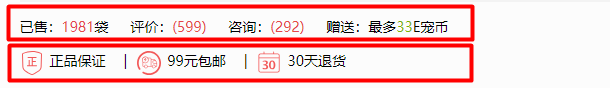 已售：1981袋 评价：(599) 咨询：(292) 赠送：最多33E宠币
正 正品保证 | 99元包邮 | 30 30天退货